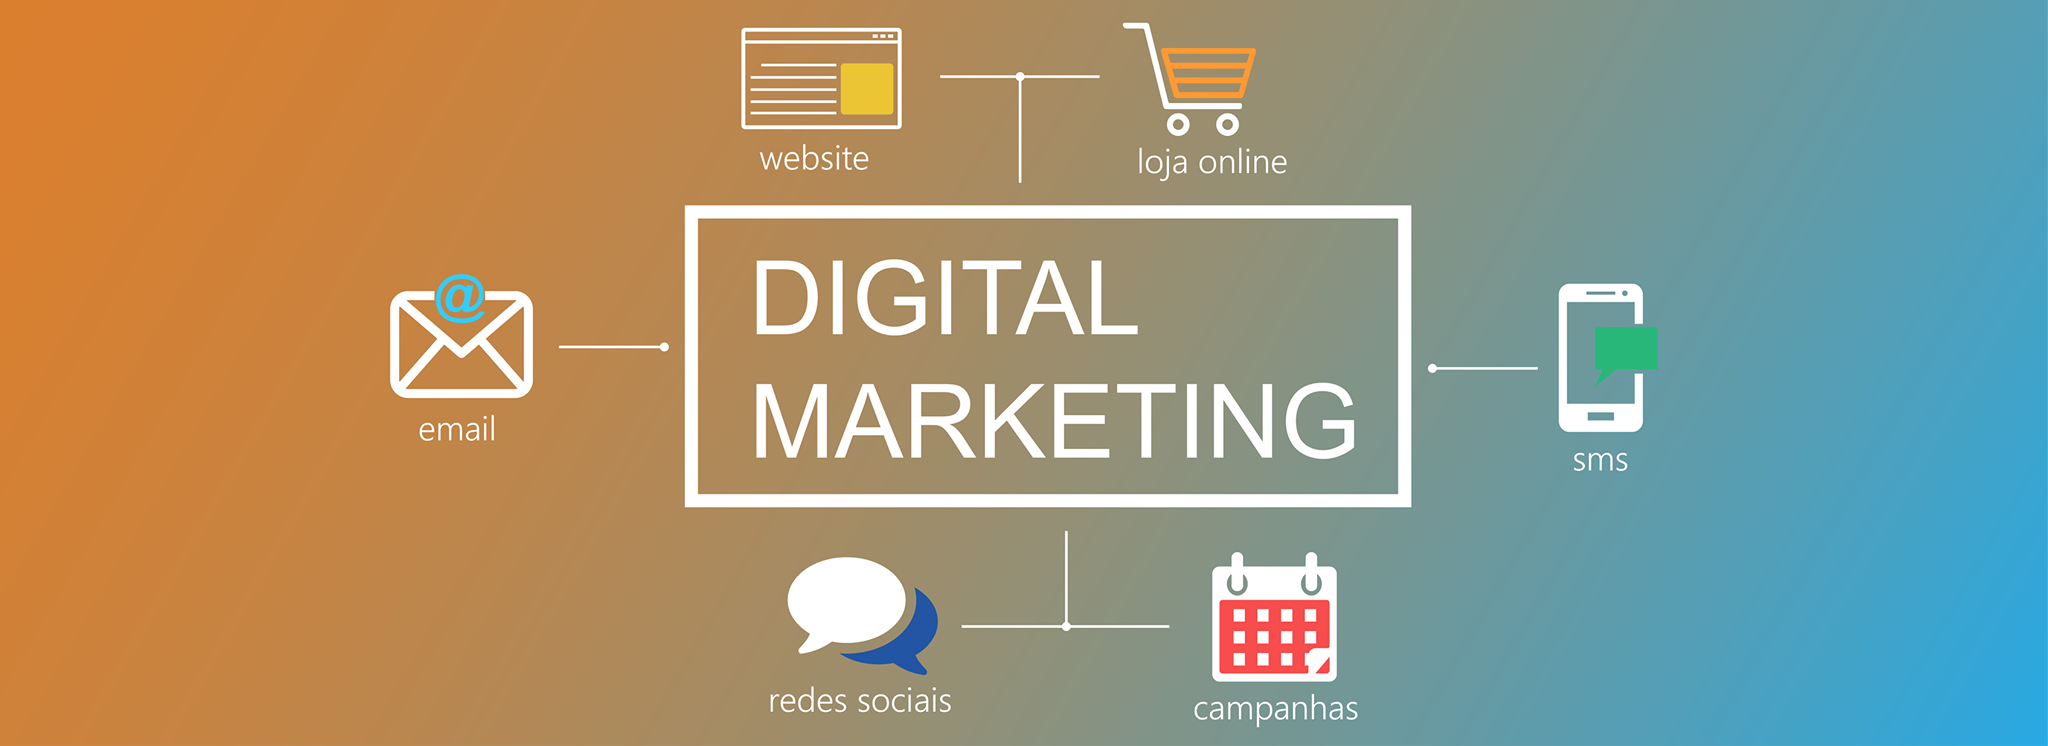 website
loja online
DIGITAL
MARKETING
@
email
sms
redes sociais
campanhas